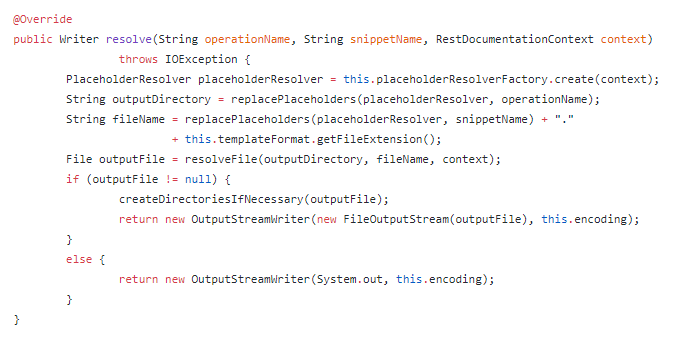 @Override
public Writer resolve(String operationName, String snippetName, RestDocumentationContext context)
throws IOException {
PlaceholderResolver placeholderResolver = this.placeholderResolverFactory.create(context);
String outputDirectory = replacePlaceholders(placeholderResolver, operationName);
String fileName = replacePlaceholders(placeholderResolver, snippetName) + "."
+ this.templateFormat.getFileExtension();
File outputFile = resolveFile(outputDirectory, fileName, context);
if (outputFile != null) {
createDirectoriesIfNecessary(outputFile);
return new OutputStreamWriter(new FileOutputStream(outputFile), this.encoding);
}
else {
return new OutputStreamWriter(System.out, this.encoding);
}
}